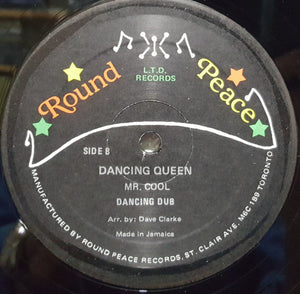 Round Peace
L.T.D.
RECORDS
SIDE B
DANCING QUEEN
MR. COOL
DANCING DUB
Arr. by: Dave Clarke
Made in Jamaica
MANUFACTURED BY ROUND PEACE RECORDS, ST. CLAIR AVE, M6C 189 TORONTO